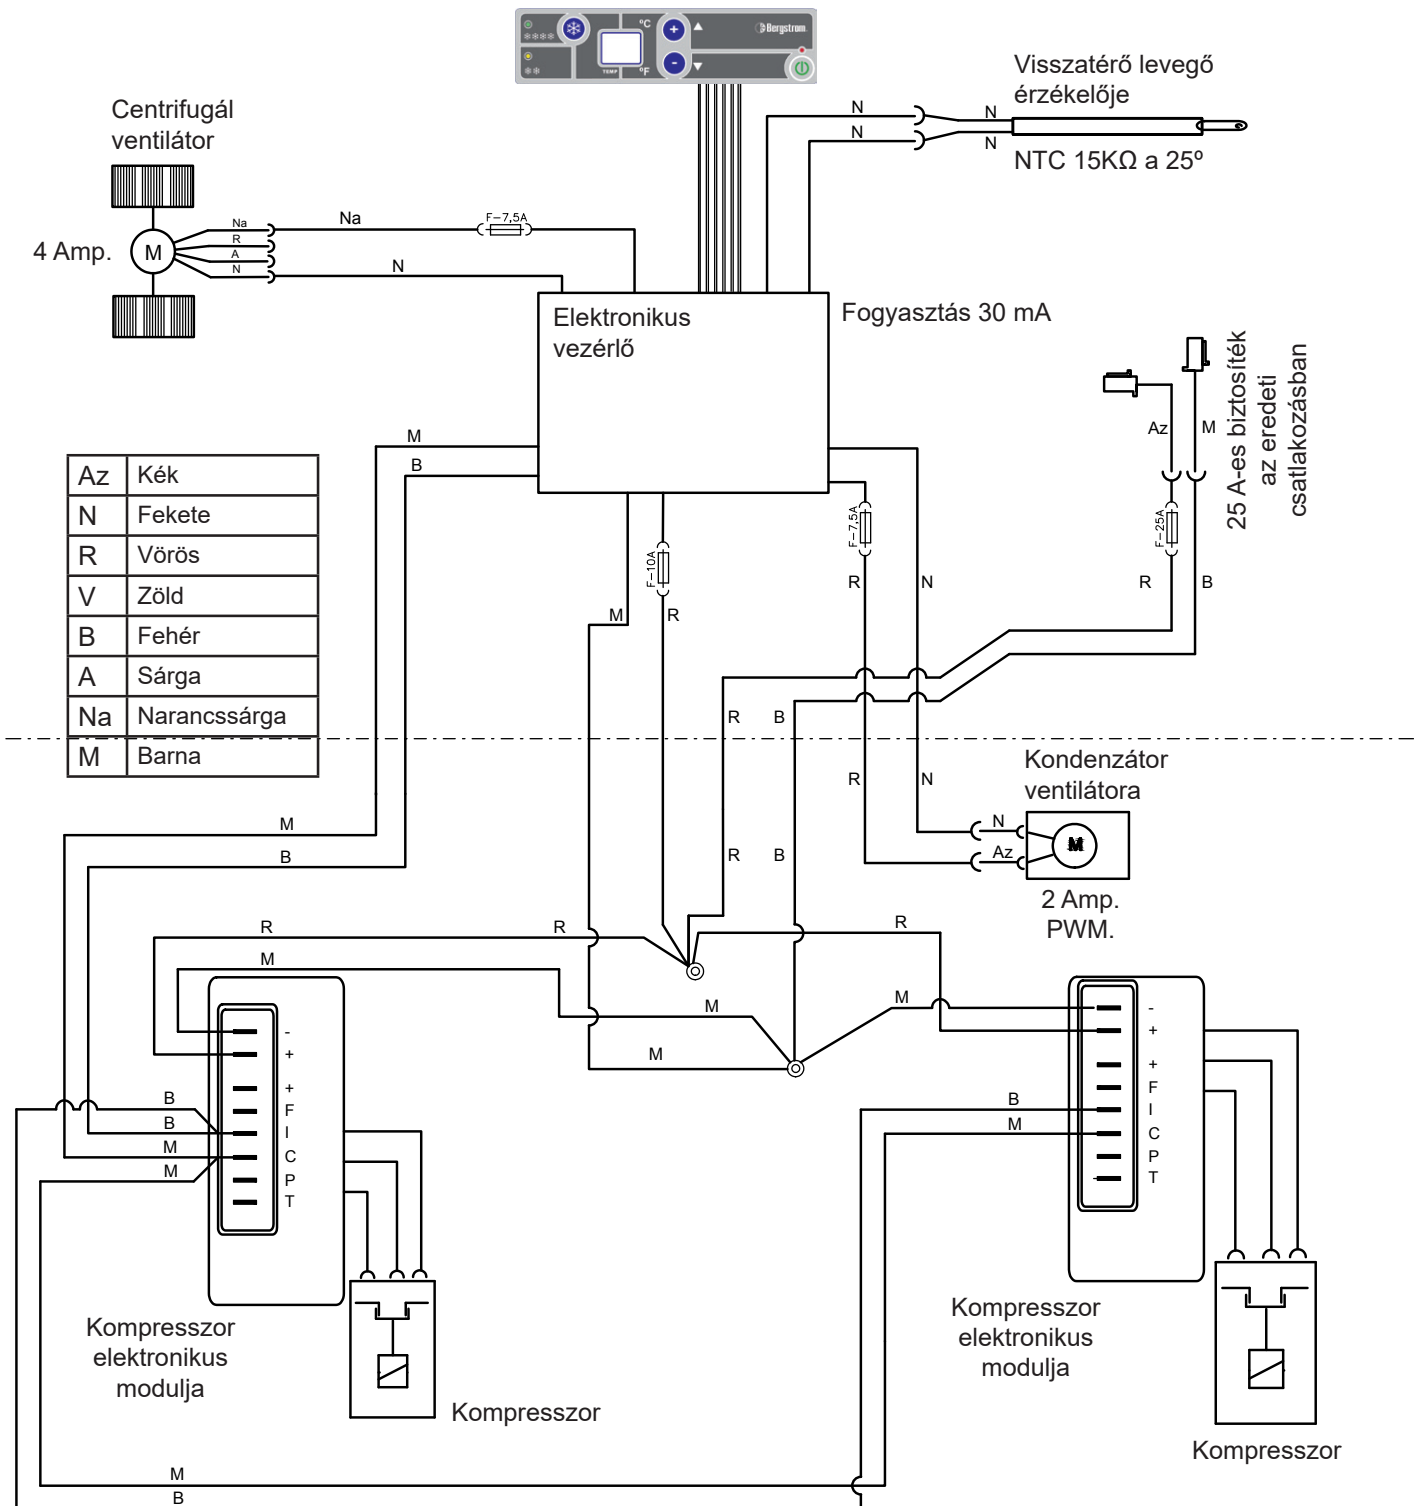 °C
Bergstrom
+
-
TEMP
°F
Visszatérő levegő
érzékelője
N
N
N
N
NTC 15KΩ a 25º
Centrifugál
ventilátor
4 Amp.
M
Na
R
A
N
Na
F-7,5A
N
Elektronikus
vezérlő
Fogyasztás 30 mA
25 A-es biztosíték
az eredeti
csatlakozásban
Az
M
F-25A
R
B
M
B
F-7,5A
R
N
F-10A
M
R
Az Kék
N Fekete
R Vörös
V Zöld
B Fehér
A Sárga
Na Narancssárga
M Barna
R
B
R
N
Kondenzátor
ventilátora
N
Az
M
2 Amp.
PWM.
M
B
R
B
R
R
R
M
M
M
M
-
+
+
F
I
C
P
T
B
B
M
M
-
+
+
F
I
C
P
T
B
M
Kompresszor
elektronikus
modulja
Kompresszor
Kompresszor
elektronikus
modulja
Kompresszor
M
B